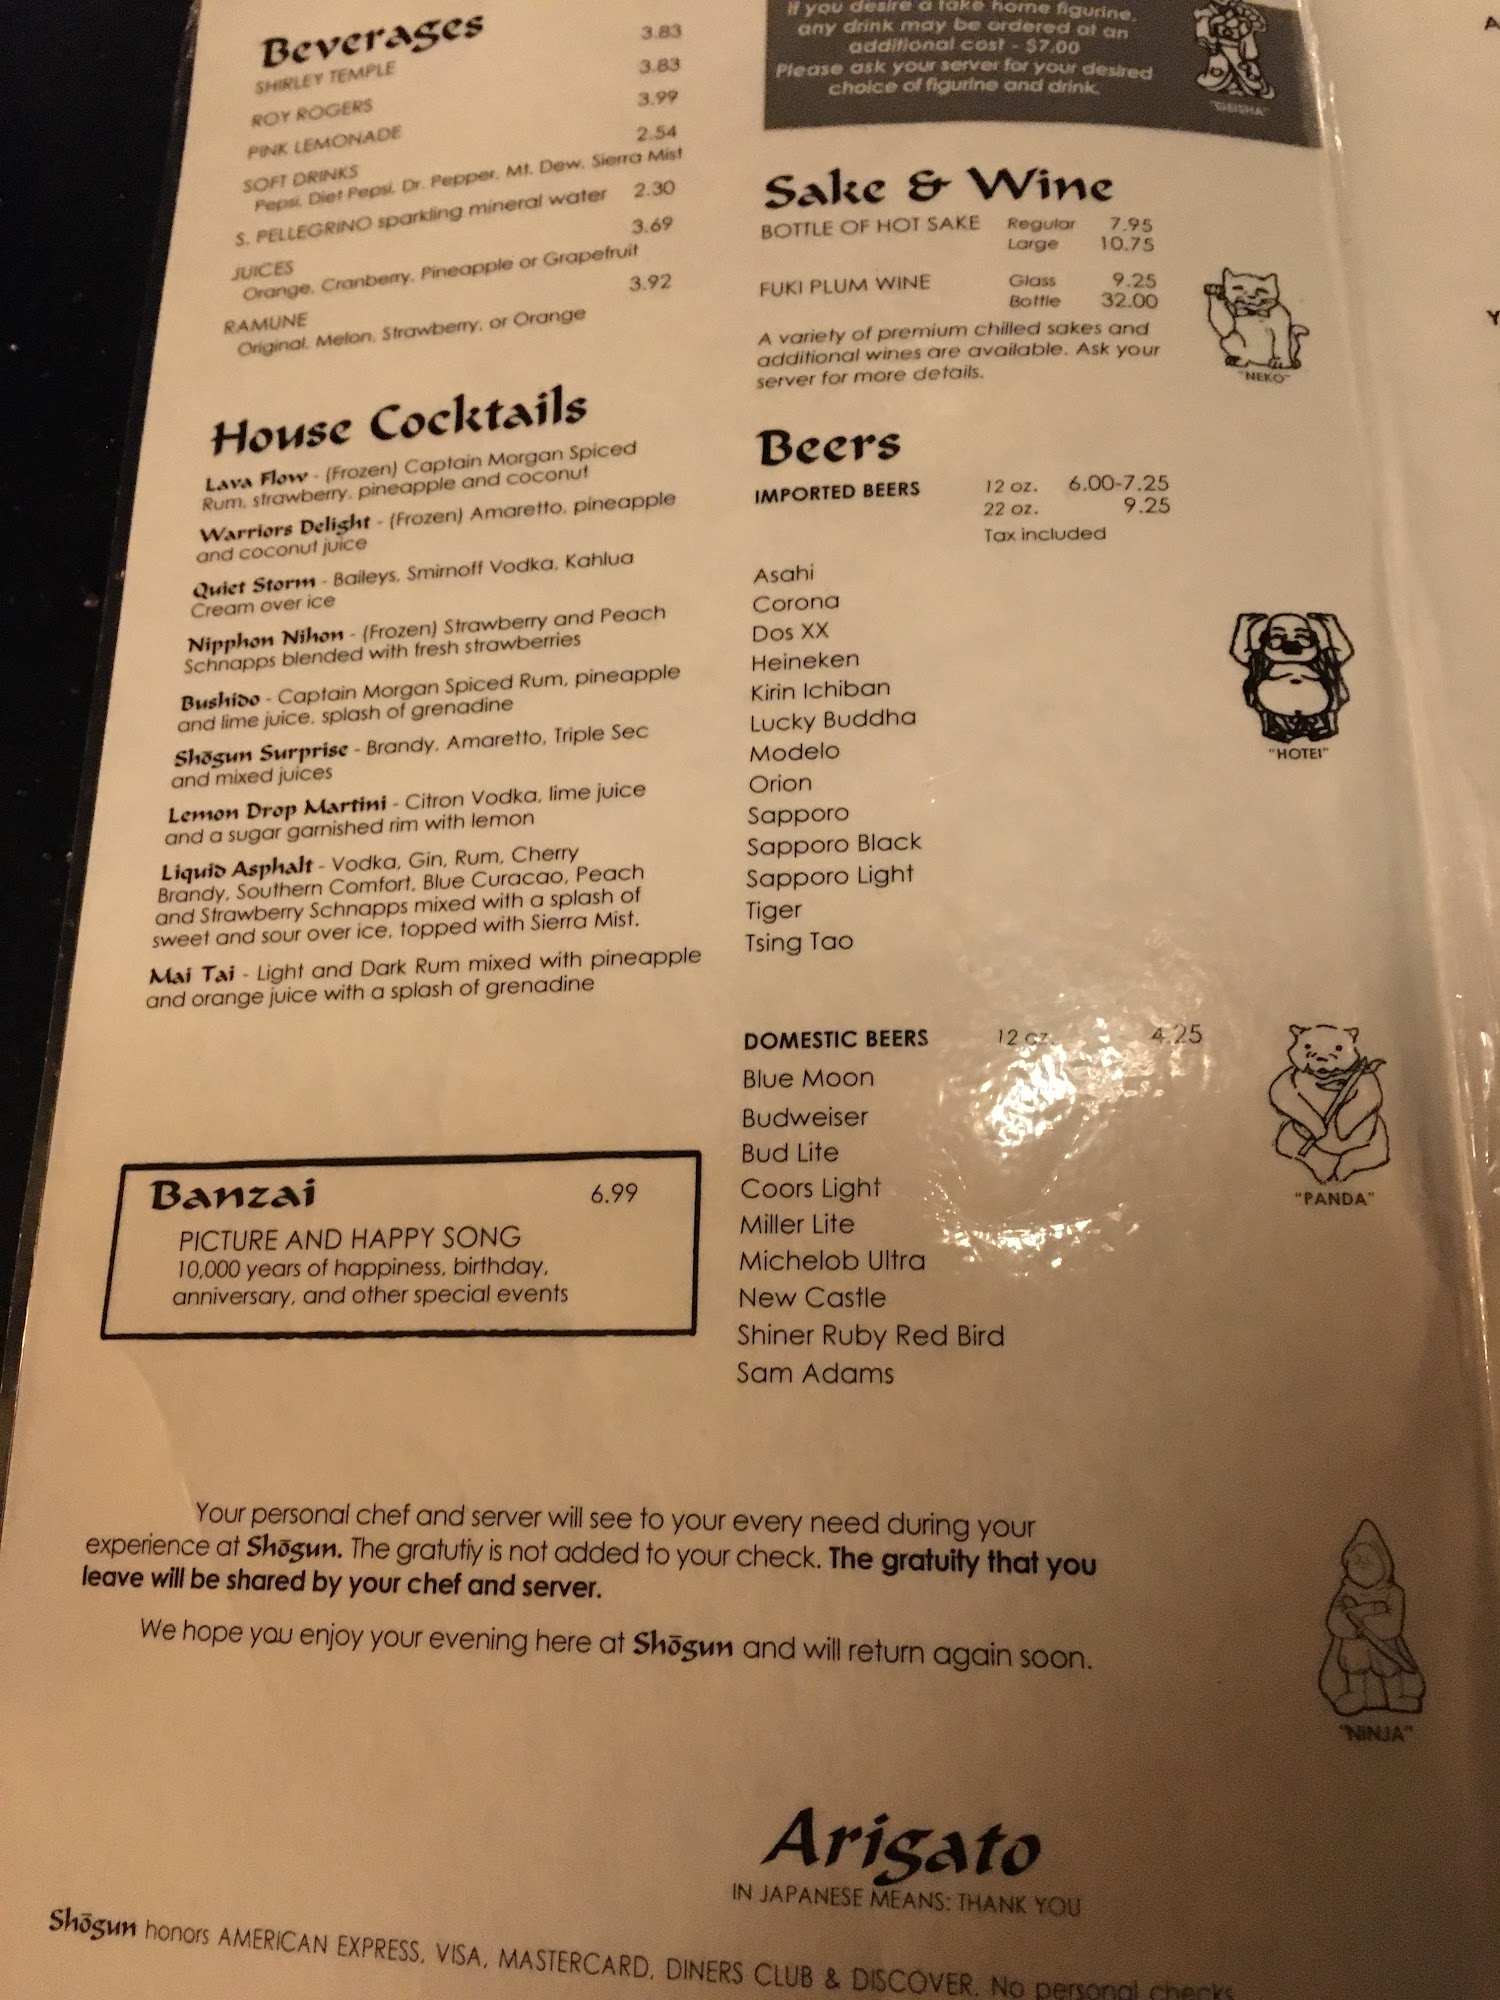 Beverages
SHIRLEY TEMPLE 3.83
ROY ROGERS 3.83
PINK LEMONADE 3.99
SOFT DRINKS 2.54
Pepsi, Diet Pepsi, Dr. Pepper, Mt. Dew, Sierra Mist
S. PELLEGRINO sparkling mineral water 2.30
JUICES 3.69
Orange, Cranberry, Pineapple or Grapefruit
RAMUNE 3.92
Original, Melon, Strawberry, or Orange
House Cocktails
Lava Flow - (Frozen) Captain Morgan Spiced
Rum, strawberry, pineapple and coconut
Warriors Delight - (Frozen) Amaretto, pineapple
and coconut juice
Quiet Storm - Baileys, Smirnoff Vodka, Kahlua
Cream over ice
Nipphon Nihon - (Frozen) Strawberry and Peach
Schnapps blended with fresh strawberries
Bushido - Captain Morgan Spiced Rum, pineapple
and lime juice, splash of grenadine
Shōgun Surprise - Brandy, Amaretto, Triple Sec
and mixed juices
Lemon Drop Martini - Citron Vodka, lime juice
and a sugar garnished rim with lemon
Liquid Asphalt - Vodka, Gin, Rum, Cherry
Brandy, Southern Comfort, Blue Curacao, Peach
and Strawberry Schnapps mixed with a splash of
sweet and sour over ice, topped with Sierra Mist.
Mai Tai - Light and Dark Rum mixed with pineapple
and orange juice with a splash of grenadine
Banzai 6.99
PICTURE AND HAPPY SONG
10,000 years of happiness, birthday,
anniversary, and other special events
If you desire a take home figurine,
any drink may be ordered at an
additional cost - $7.00
Please ask your server for your desired
choice of figurine and drink.
"GEISHA"
Sake & Wine
BOTTLE OF HOT SAKE Regular 7.95
Large 10.75
FUKI PLUM WINE Glass 9.25
Bottle 32.00
A variety of premium chilled sakes and
additional wines are available. Ask your
server for more details.
"NEKO"
Beers
IMPORTED BEERS 12 oz. 6.00-7.25
22 oz. 9.25
Tax included
Asahi
Corona
Dos XX
Heineken
Kirin Ichiban
Lucky Buddha
Modelo
Orion
Sapporo
Sapporo Black
Sapporo Light
Tiger
Tsing Tao
"HOTEI"
DOMESTIC BEERS 12 oz. 4.25
Blue Moon
Budweiser
Bud Lite
Coors Light
Miller Lite
Michelob Ultra
New Castle
Shiner Ruby Red Bird
Sam Adams
"PANDA"
Your personal chef and server will see to your every need during your
experience at Shōgun. The gratutiy is not added to your check. The gratuity that you
leave will be shared by your chef and server.
We hope you enjoy your evening here at Shōgun and will return again soon.
"NINJA"
Arigato
IN JAPANESE MEANS: THANK YOU
Shōgun honors AMERICAN EXPRESS, VISA, MASTERCARD, DINERS CLUB & DISCOVER. No personal checks